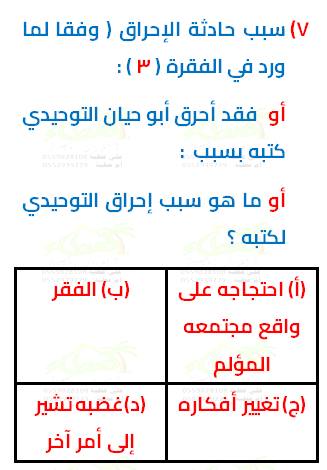 ٧) سبب حادثة الإحراق ( وفقا لما
ورد في الفقرة ( ٣ ) :
أو فقد أحرق أبو حيان التوحيدي
كتبه بسبب :
أو ما هو سبب إحراق التوحيدي
لكتبه ؟
(أ) احتجاجه على
واقع مجتمعه
المؤلم
(ب) الفقر
(ج) تغيير أفكاره
(د) غضبه تشير
إلى أمر آخر